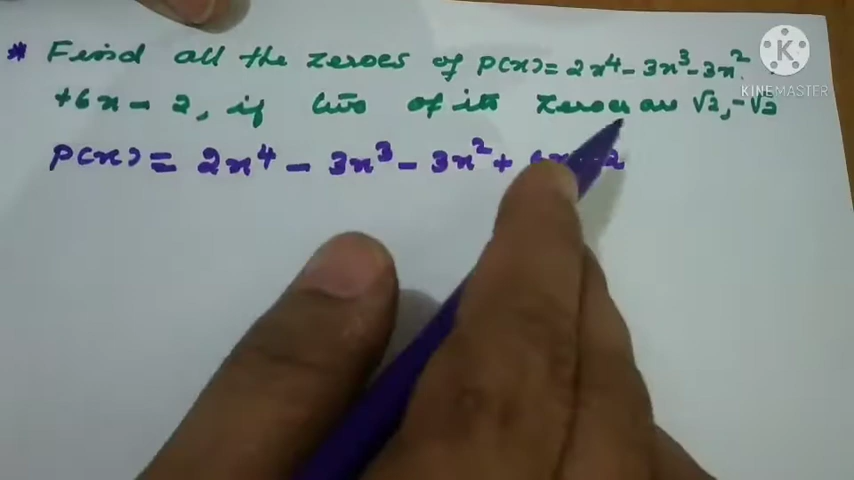 * Find all the zeroes of p(x) = 2x⁴ - 3x³ - 3x²
+6x - 2, if two of its zeroes are √2, -√2
p(x) = 2x⁴ - 3x³ - 3x² +
KINEMASTER